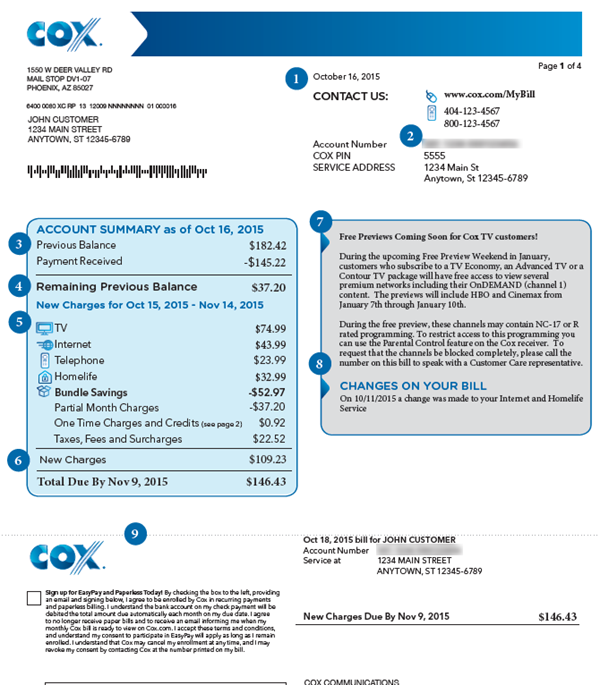 COX.
1550 W DEER VALLEY RD
MAIL STOP DV1-07
PHOENIX, AZ 85027
6400 0080 XC RP 13 12009 NNNNNNNN 01 003016
JOHN CUSTOMER
1234 MAIN STREET
ANYTOWN, ST 12345-6789
Page 1 of 4
1
October 16, 2015
CONTACT US:
www.cox.com/MyBill
404-123-4567
800-123-4567
2
Account Number
COX PIN 5555
SERVICE ADDRESS 1234 Main St
Anytown, St 12345-6789
ACCOUNT SUMMARY as of Oct 16, 2015
3
Previous Balance $182.42
Payment Received -$145.22
4
Remaining Previous Balance $37.20
New Charges for Oct 15, 2015 - Nov 14, 2015
5
TV $74.99
Internet $43.99
Telephone $23.99
Homelife $32.99
Bundle Savings -$52.97
Partial Month Charges -$37.20
One Time Charges and Credits (see page 2) $0.92
Taxes, Fees and Surcharges $22.52
6
New Charges $109.23
Total Due By Nov 9, 2015 $146.43
7
Free Previews Coming Soon for Cox TV customers!
During the upcoming Free Preview Weekend in January,
customers who subscribe to a TV Economy, an Advanced TV or a
Contour TV package will have free access to view several
premium networks including their OnDEMAND (channel 1)
content. The previews will include HBO and Cinemax from
January 7th through January 10th.
During the free preview, these channels may contain NC-17 or R
rated programming. To restrict access to this programming you
can use the Parental Control feature on the Cox receiver. To
request that the channels be blocked completely, please call the
number on this bill to speak with a Customer Care representative.
8
CHANGES ON YOUR BILL
On 10/11/2015 a change was made to your Internet and Homelife
Service
9
COX.
Oct 18, 2015 bill for JOHN CUSTOMER
Account Number
Service at 1234 MAIN STREET
ANYTOWN, ST 12345-6789
Sign up for EasyPay and Paperless Today! By checking the box to the left, providing
an email and signing below, I agree to be enrolled by Cox in recurring payments
and paperless billing. I understand the bank account on my check payment will be
debited the total amount due automatically each month on my due date. I agree
to no longer receive paper bills and to receive an email informing me when my
monthly Cox bill is ready to view on Cox.com. I accept these terms and conditions,
and understand my consent to participate in EasyPay will apply as long as I remain
enrolled. I understand that Cox may cancel my enrollment at any time, and I may
revoke my consent by contacting Cox at the number printed on my bill.
New Charges Due By Nov 9, 2015 $146.43
COX COMMUNICATIONS